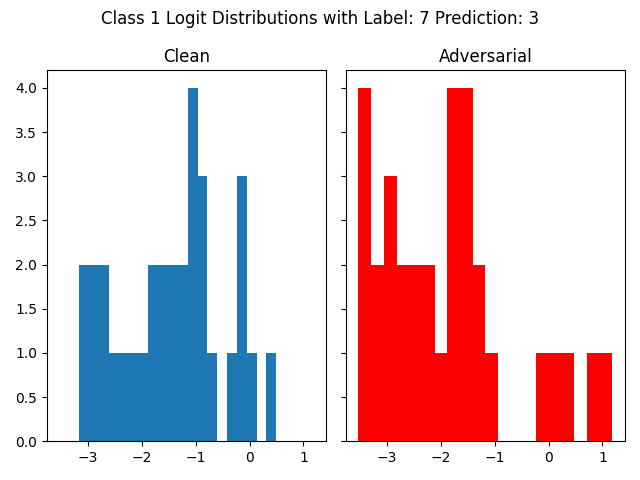 Class 1 Logit Distributions with Label: 7 Prediction: 3
Clean
Adversarial
4.0
3.5
3.0
2.5
2.0
1.5
1.0
0.5
0.0
−3 −2 −1 0 1
−3 −2 −1 0 1